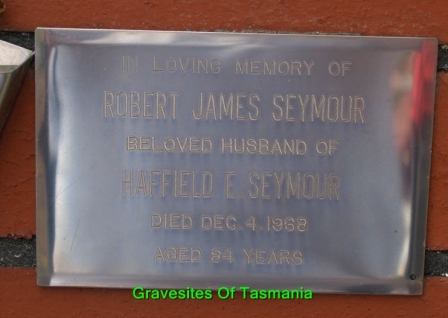 IN LOVING MEMORY OF
ROBERT JAMES SEYMOUR
BELOVED HUSBAND OF
HAFFIELD E. SEYMOUR
DIED DEC. 4. 1968
AGED 84 YEARS
Gravesites Of Tasmania